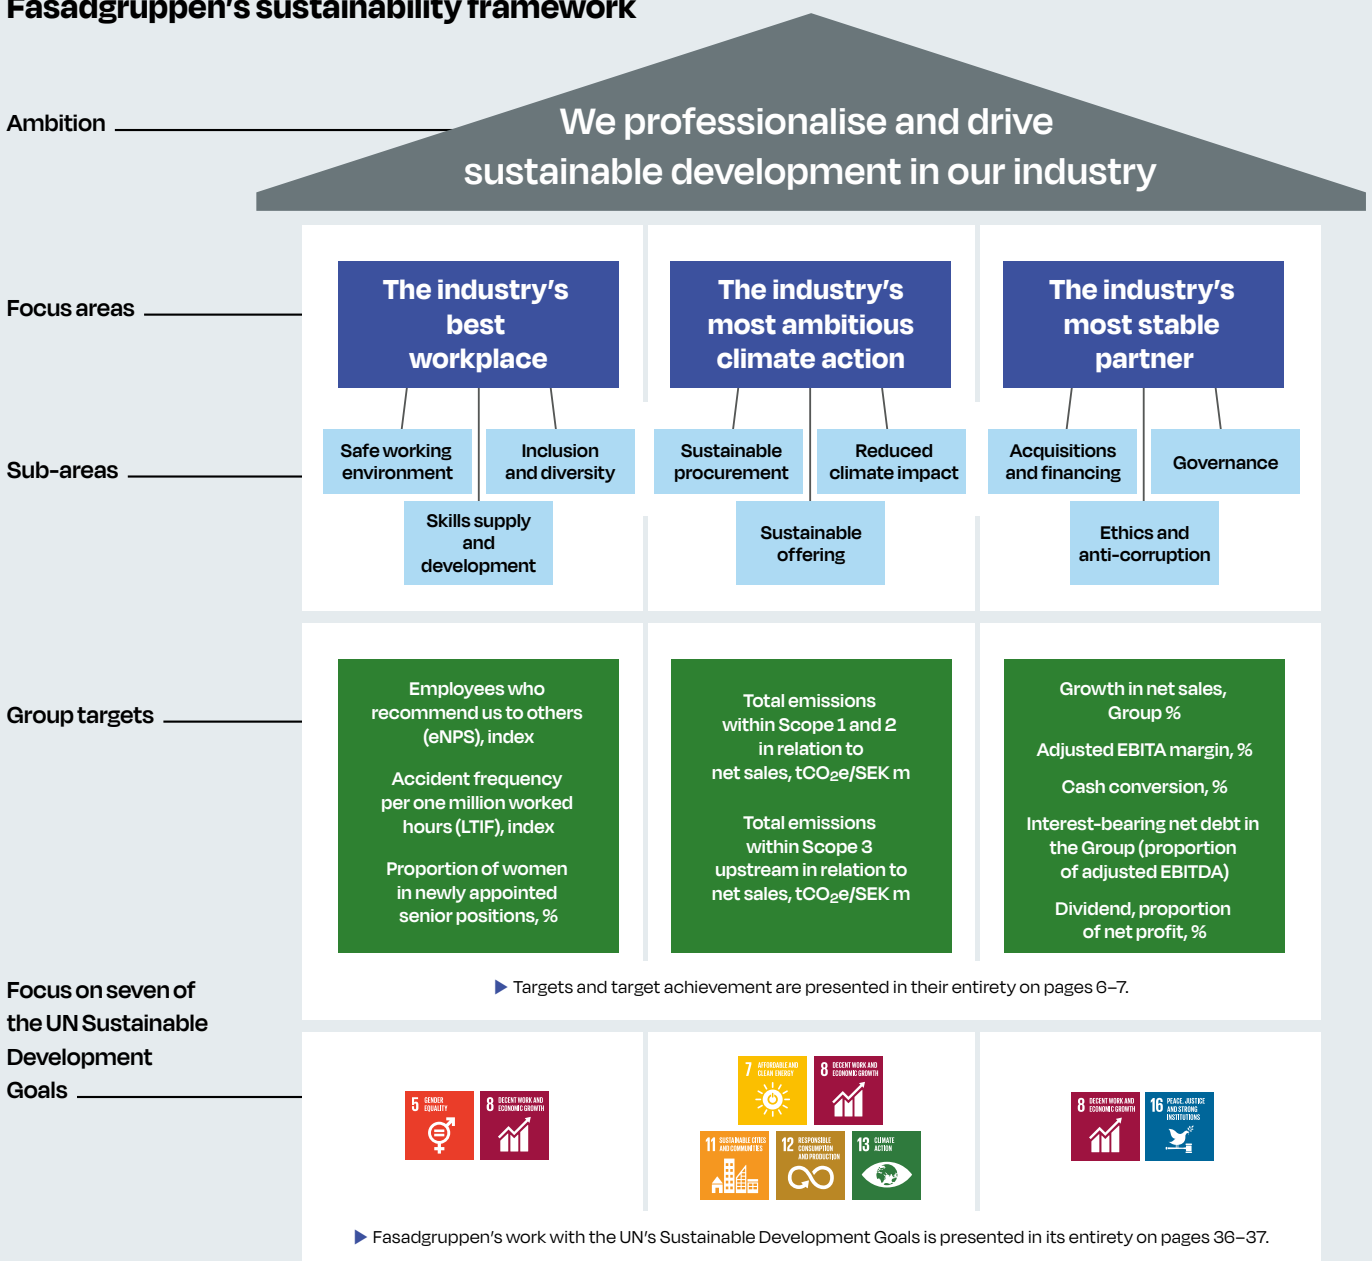 Fasadgruppen's sustainability framework
Ambition
We professionalise and drive
sustainable development in our industry
Focus areas
The industry's
best
workplace
The industry's
most ambitious
climate action
The industry's
most stable
partner
Sub-areas
Safe working
environment
Inclusion
and diversity
Skills supply
and
development
Sustainable
procurement
Reduced
climate impact
Sustainable
offering
Acquisitions
and financing
Governance
Ethics and
anti-corruption
Group targets
Employees who
recommend us to others
(eNPS), index
Accident frequency
per one million worked
hours (LTIF), index
Proportion of women
in newly appointed
senior positions, %
Total emissions
within Scope 1 and 2
in relation to
net sales, tCO₂e/SEK m
Total emissions
within Scope 3
upstream in relation to
net sales, tCO₂e/SEK m
Growth in net sales,
Group %
Adjusted EBITA margin, %
Cash conversion, %
Interest-bearing net debt in
the Group (proportion
of adjusted EBITDA)
Dividend, proportion
of net profit, %
▶ Targets and target achievement are presented in their entirety on pages 6–7.
Focus on seven of
the UN Sustainable
Development
Goals
5 GENDER
EQUALITY
8 DECENT WORK AND
ECONOMIC GROWTH
7 AFFORDABLE AND
CLEAN ENERGY
8 DECENT WORK AND
ECONOMIC GROWTH
11 SUSTAINABLE CITIES
AND COMMUNITIES
12 RESPONSIBLE
CONSUMPTION
AND PRODUCTION
13 CLIMATE
ACTION
8 DECENT WORK AND
ECONOMIC GROWTH
16 PEACE, JUSTICE
AND STRONG
INSTITUTIONS
▶ Fasadgruppen's work with the UN's Sustainable Development Goals is presented in its entirety on pages 36–37.